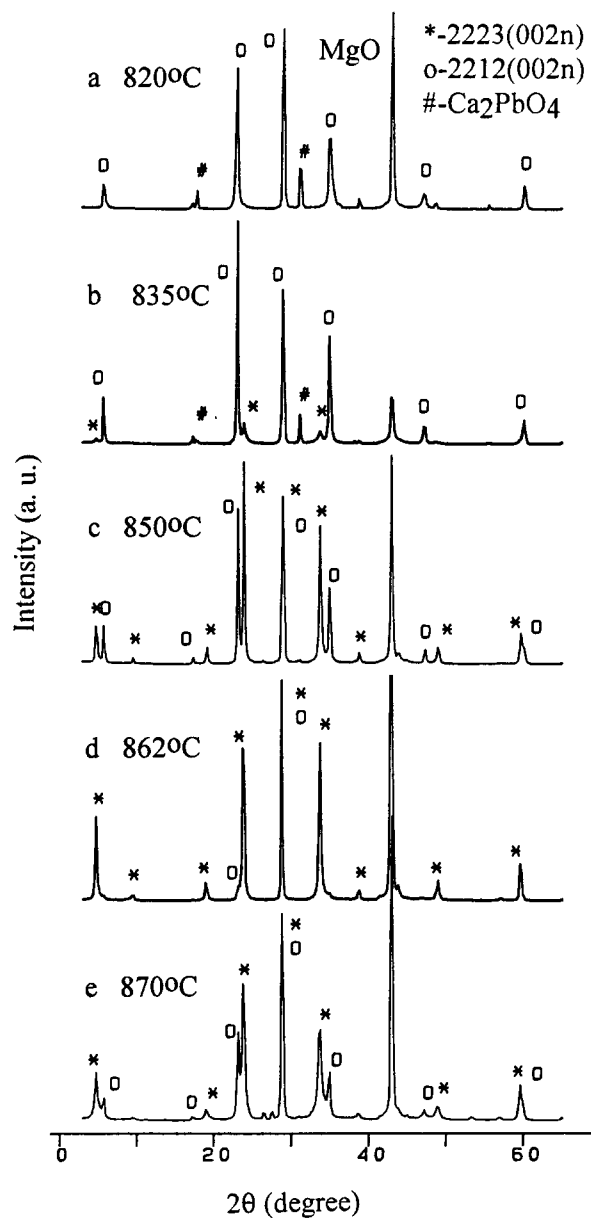 MgO
*-2223(002n)
o-2212(002n)
#-Ca2PbO4
a 820ºC
o o
o # # o o o
b 835ºC
o o o
o * # * # * o o
c 850ºC
* * *
o o o
* o * o * * o * * o
d 862ºC
* o * *
* * * o * * *
e 870ºC
* o *
* o o * o * o o * * o
Intensity (a. u.)
0 20 40 60
2θ (degree)